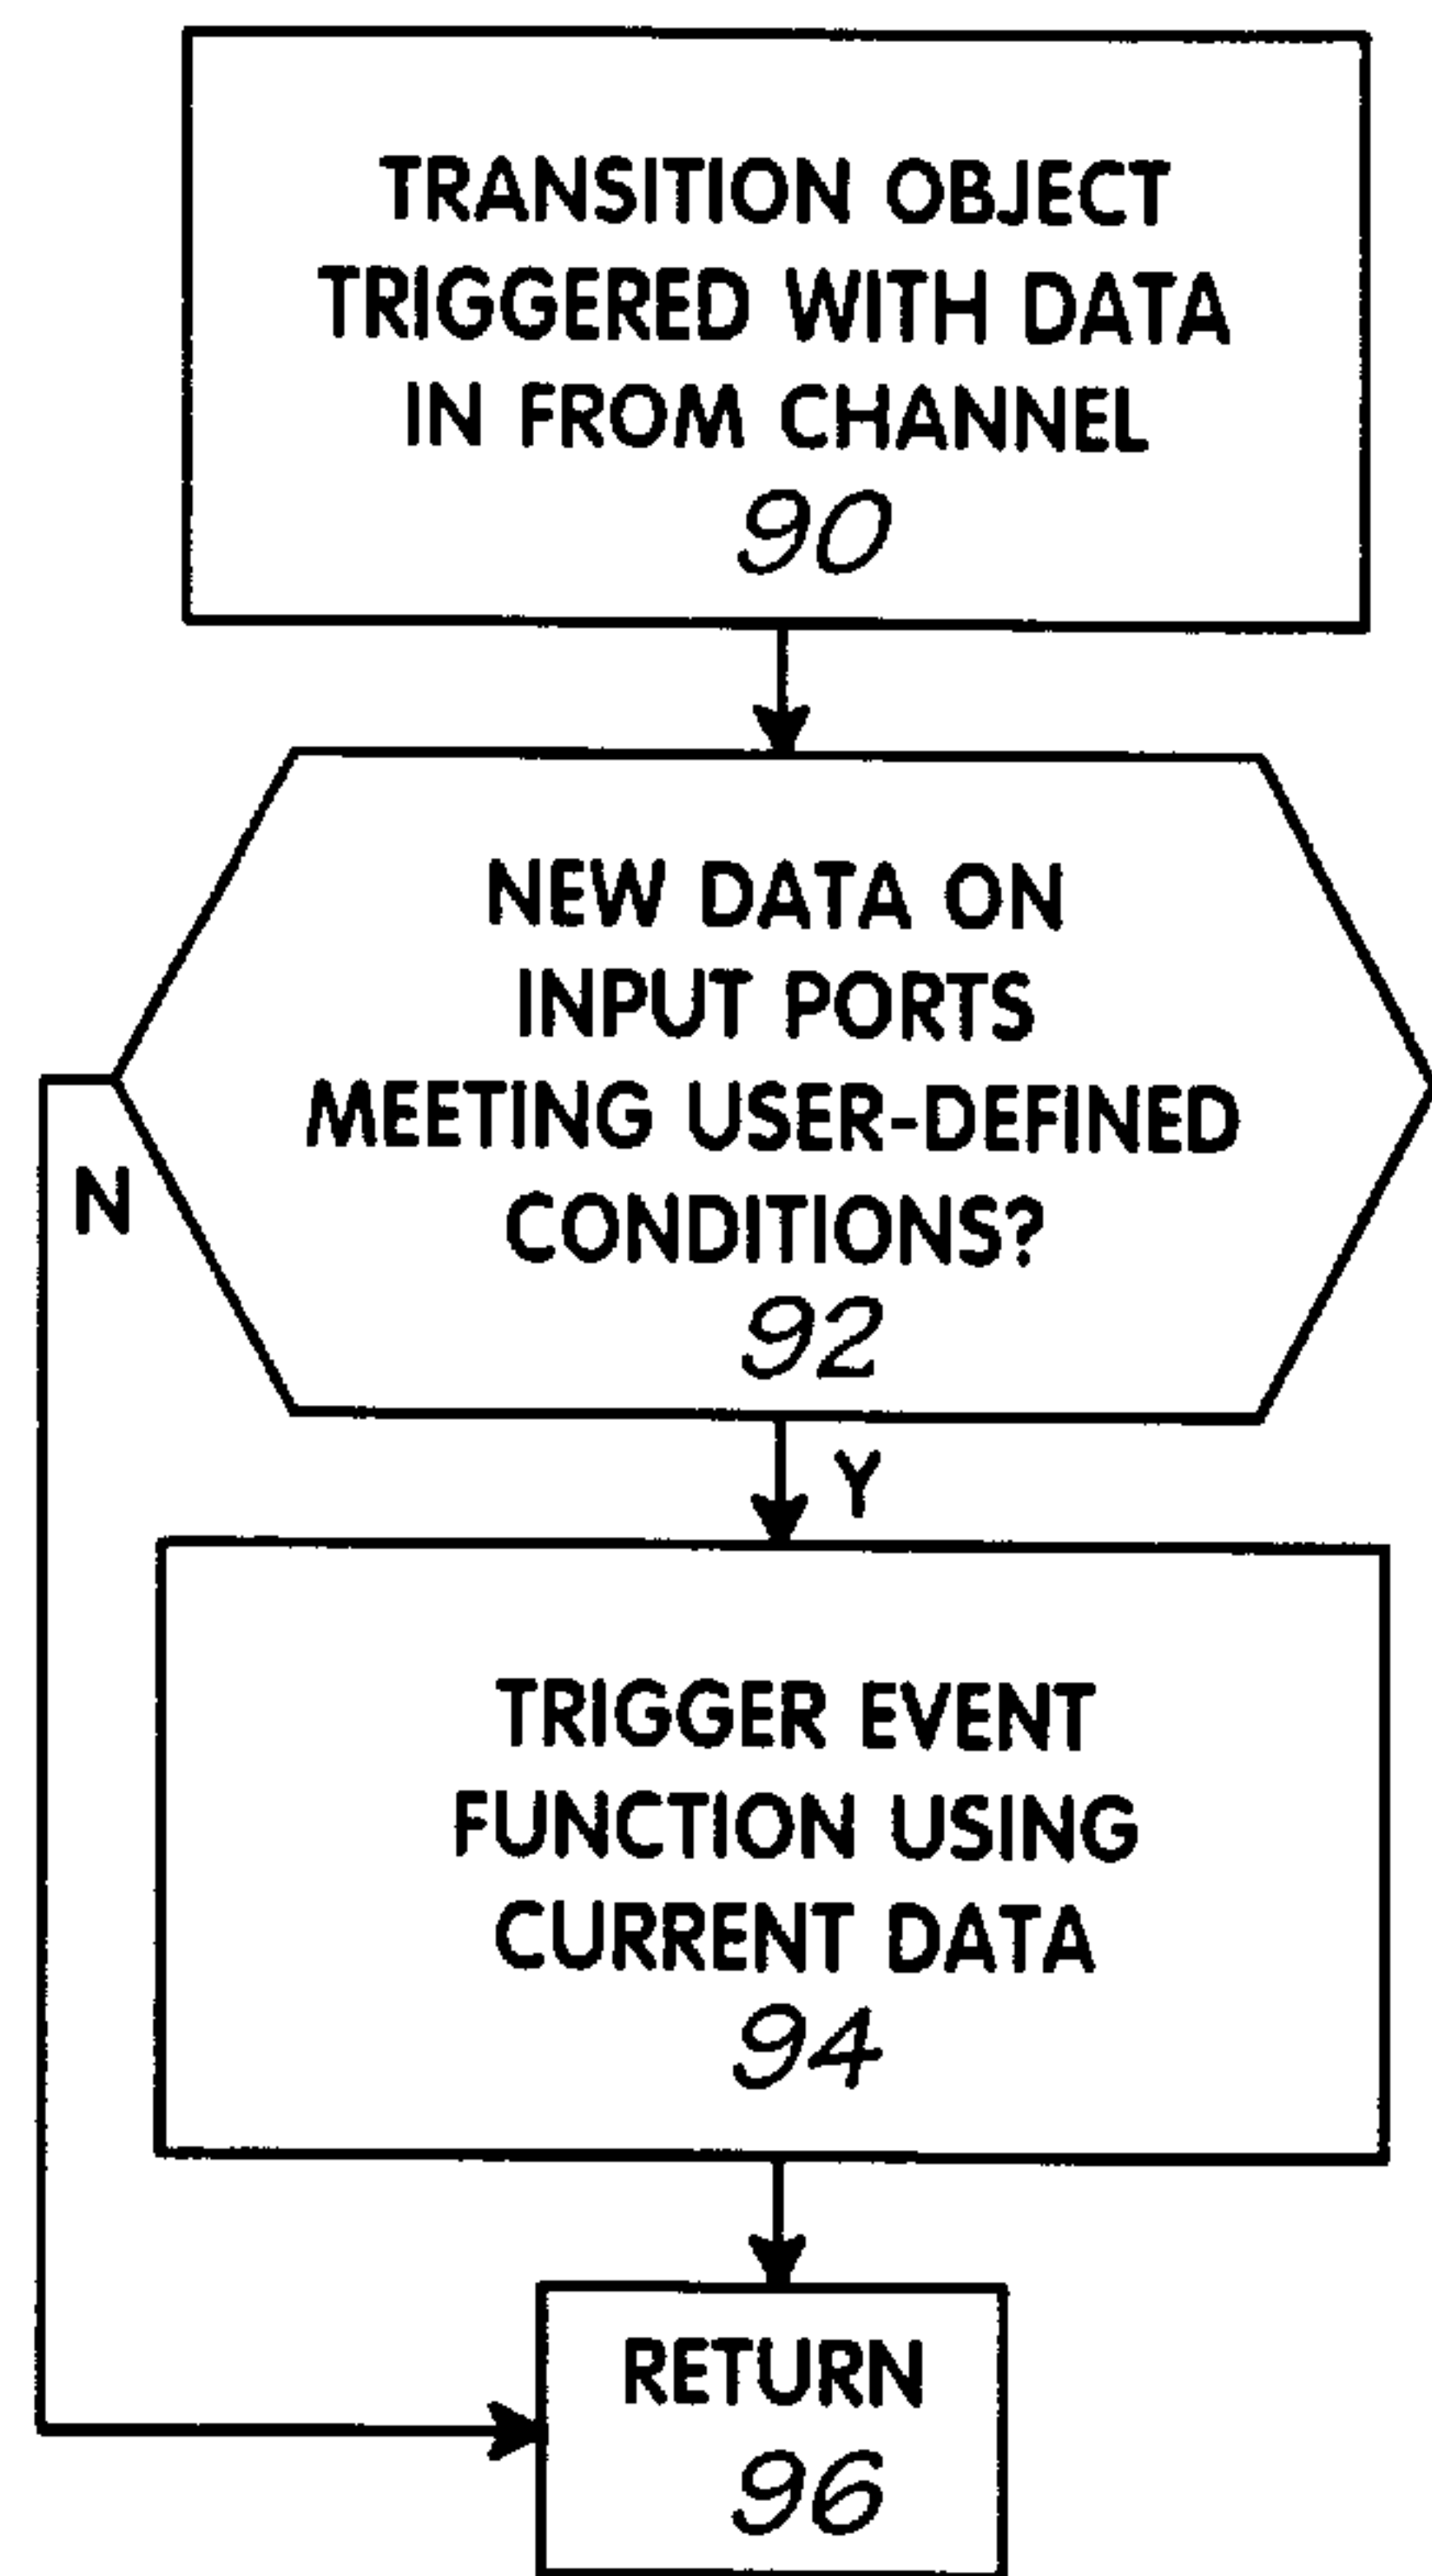 TRANSITION OBJECT
TRIGGERED WITH DATA
IN FROM CHANNEL
90
NEW DATA ON
INPUT PORTS
MEETING USER-DEFINED
CONDITIONS?
92
N
Y
TRIGGER EVENT
FUNCTION USING
CURRENT DATA
94
RETURN
96